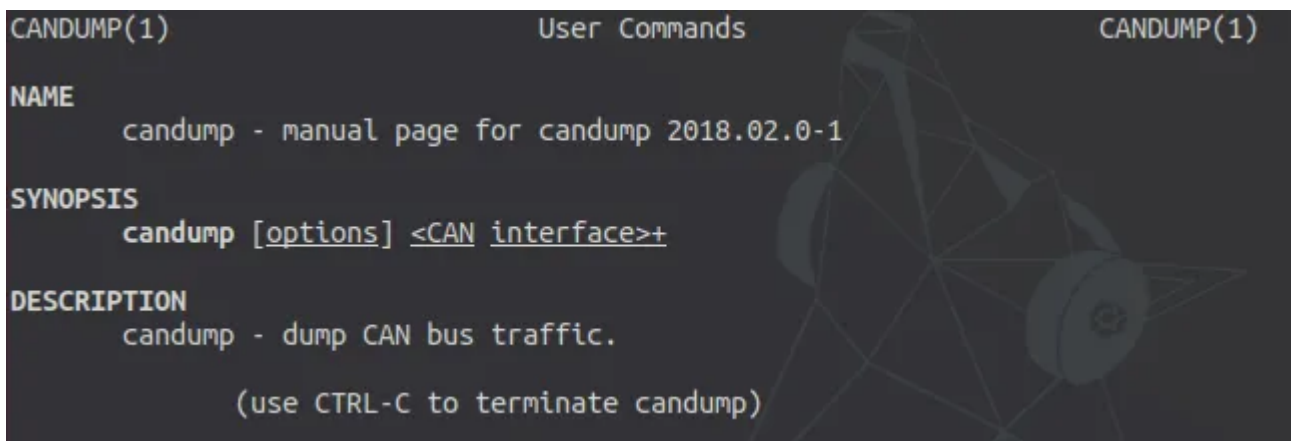 CANDUMP(1) User Commands CANDUMP(1)
NAME
candump - manual page for candump 2018.02.0-1
SYNOPSIS
candump [options] <CAN interface>+
DESCRIPTION
candump - dump CAN bus traffic.
(use CTRL-C to terminate candump)